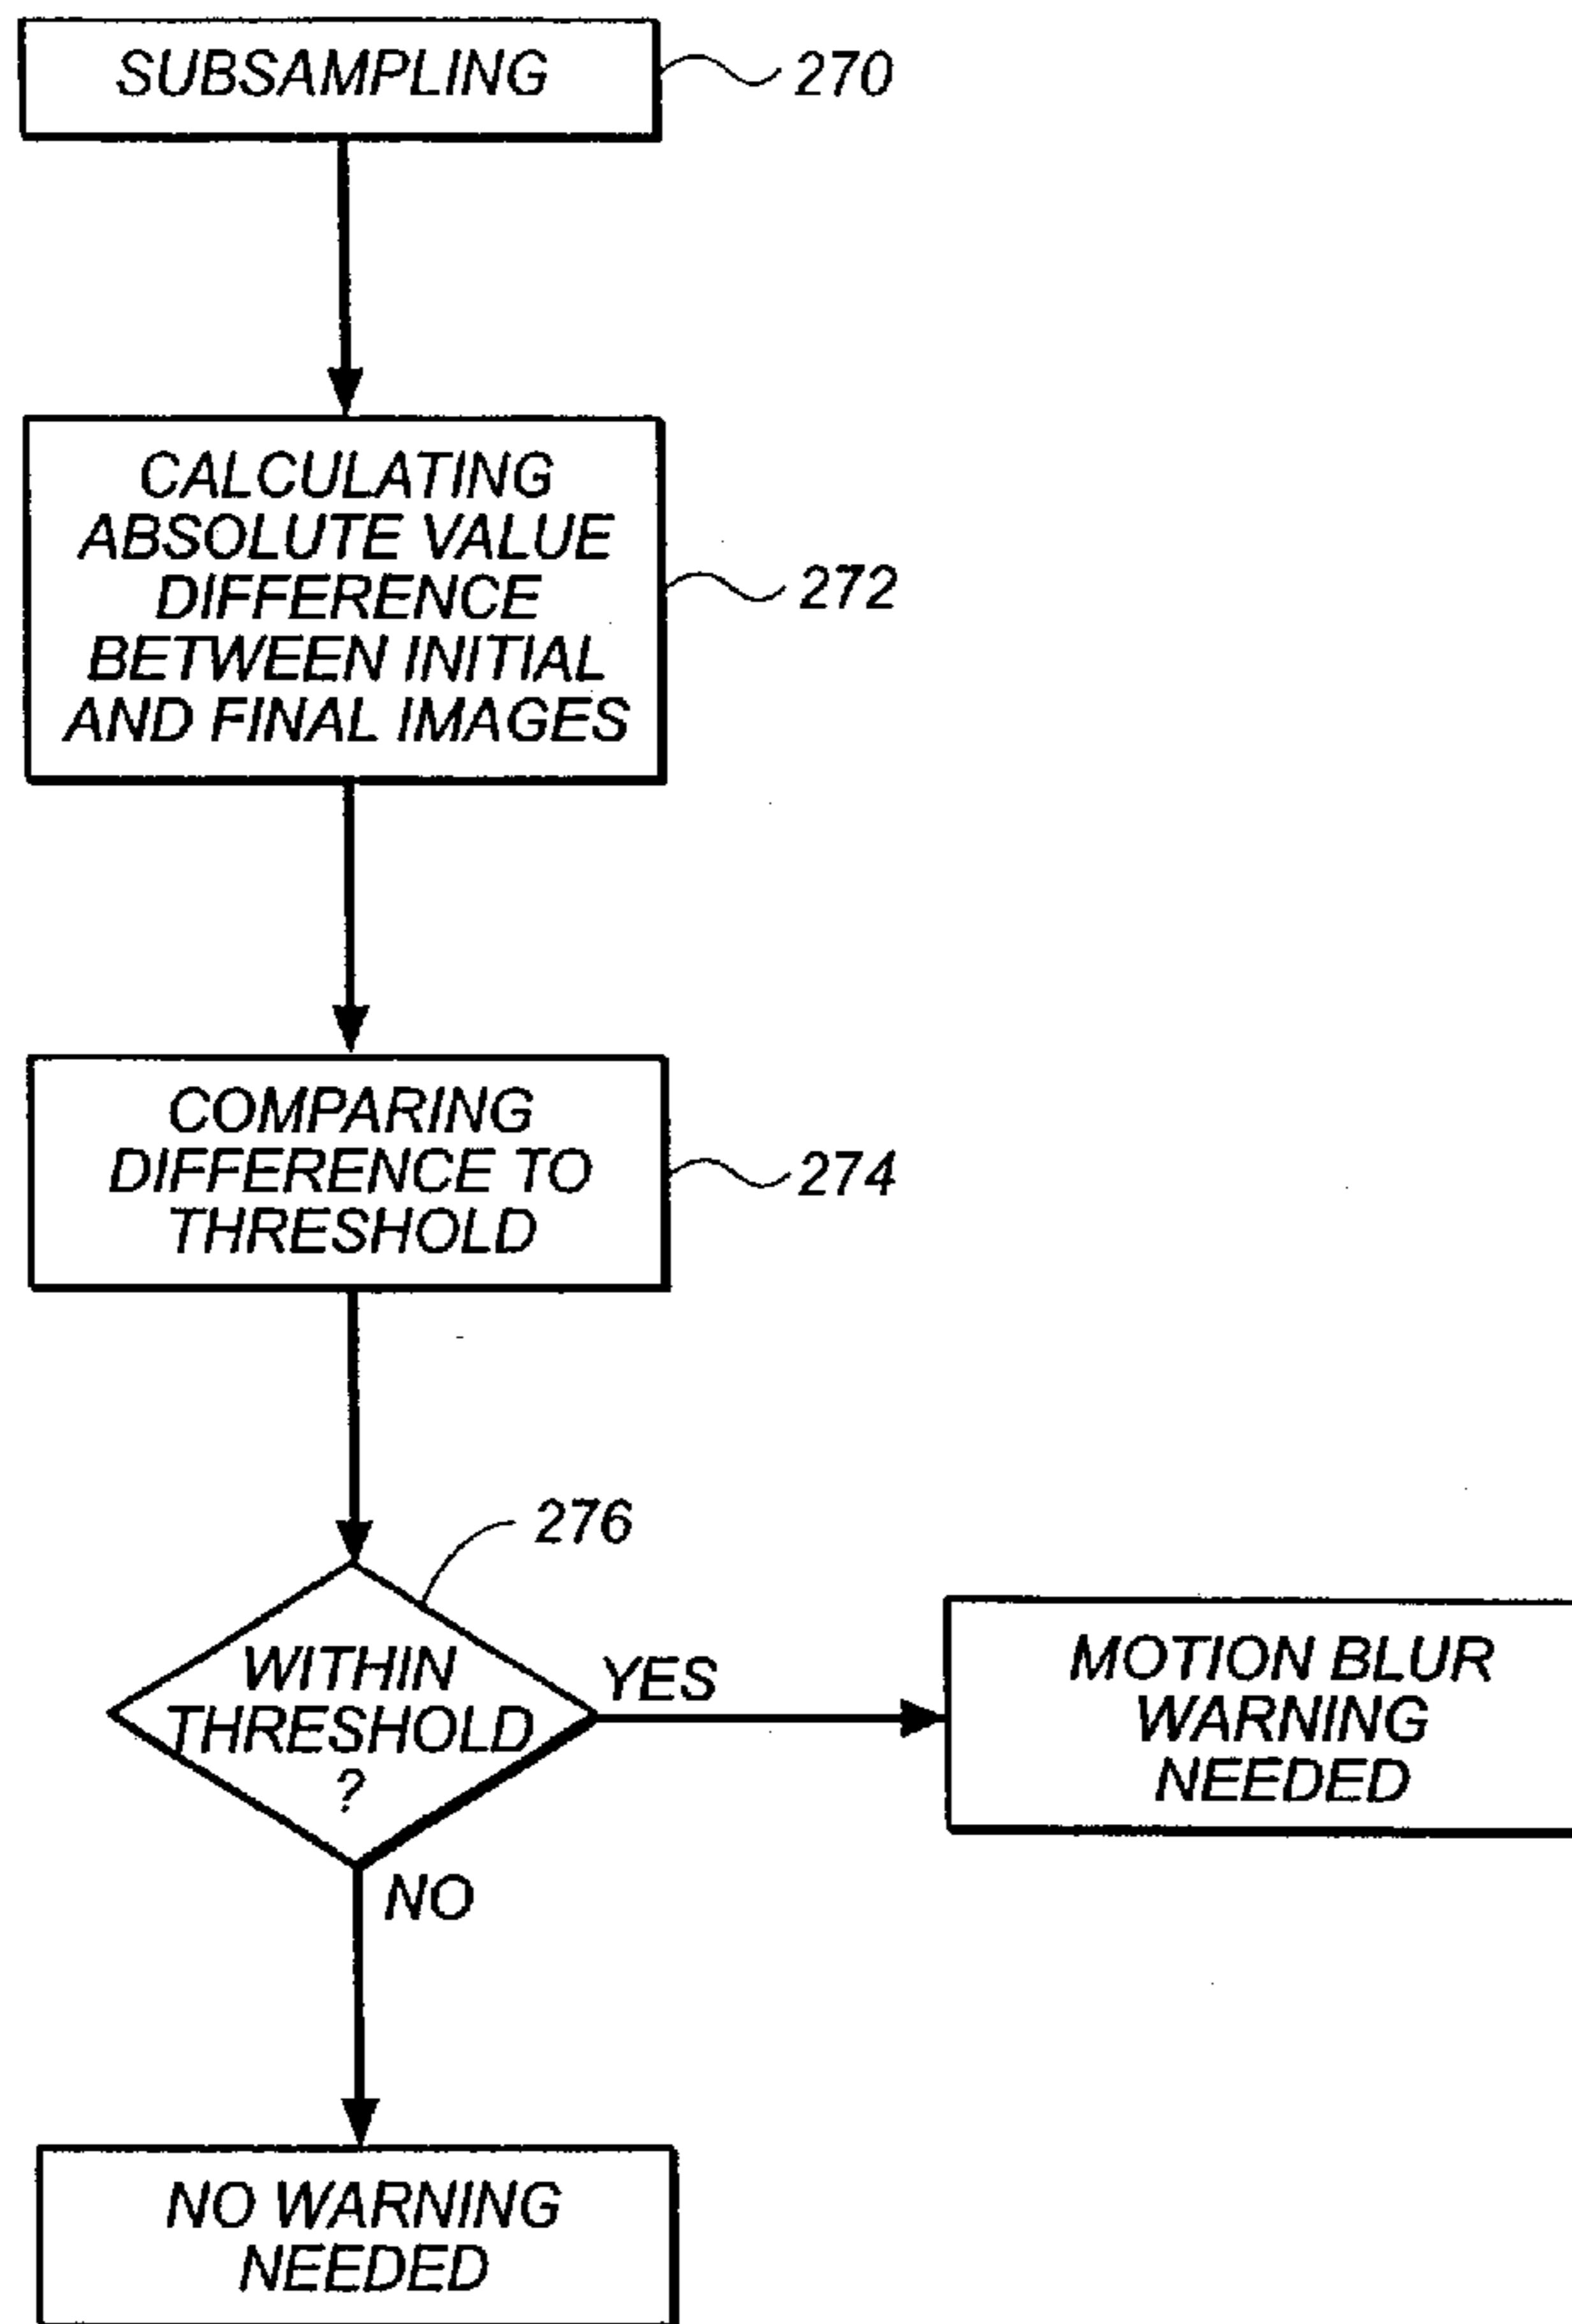 SUBSAMPLING
270
CALCULATING
ABSOLUTE VALUE
DIFFERENCE
BETWEEN INITIAL
AND FINAL IMAGES
272
COMPARING
DIFFERENCE TO
THRESHOLD
274
276
WITHIN
THRESHOLD
?
YES
MOTION BLUR
WARNING
NEEDED
NO
NO WARNING
NEEDED